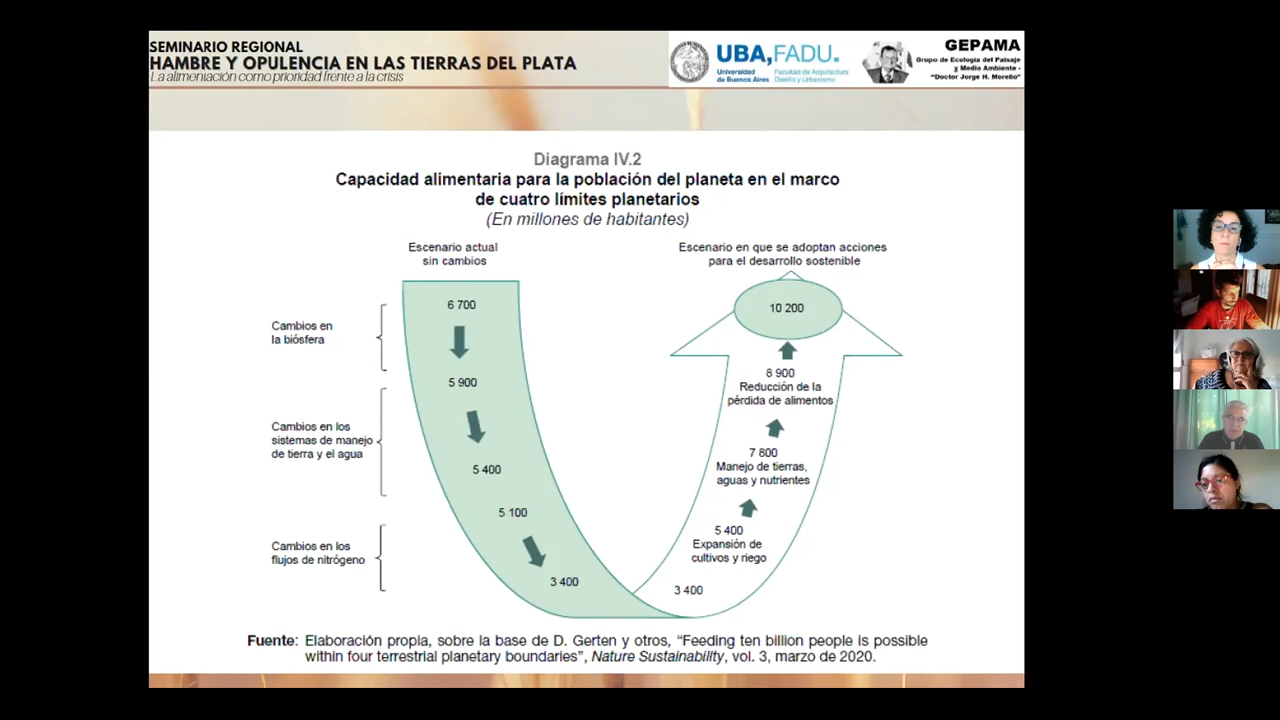 SEMINARIO REGIONAL
HAMBRE Y OPULENCIA EN LAS TIERRAS DEL PLATA
La alimentación como prioridad frente a la crisis
UBA, FADU.
Universidad de Buenos Aires
Facultad de Arquitectura Diseño y Urbanismo
GEPAMA
Grupo de Ecología del Paisaje
y Medio Ambiente -
"Doctor Jorge H. Morello"
Diagrama IV.2
Capacidad alimentaria para la población del planeta en el marco
de cuatro límites planetarios
(En millones de habitantes)
Escenario actual
sin cambios
Escenario en que se adoptan acciones
para el desarrollo sostenible
Cambios en
la biósfera
Cambios en los
sistemas de manejo
de tierra y el agua
Cambios en los
flujos de nitrógeno
6 700
5 900
5 400
5 100
3 400
10 200
8 900
Reducción de la
pérdida de alimentos
7 800
Manejo de tierras,
aguas y nutrientes
5 400
Expansión de
cultivos y riego
3 400
Fuente: Elaboración propia, sobre la base de D. Gerten y otros, "Feeding ten billion people is possible
within four terrestrial planetary boundaries", Nature Sustainability, vol. 3, marzo de 2020.